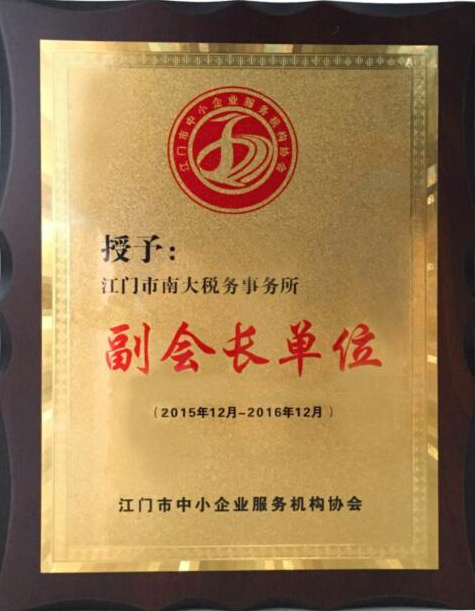 江门市中小企业服务机构协会
授予：
江门市南大税务事务所
副会长单位
（2015年12月-2016年12月）
江门市中小企业服务机构协会